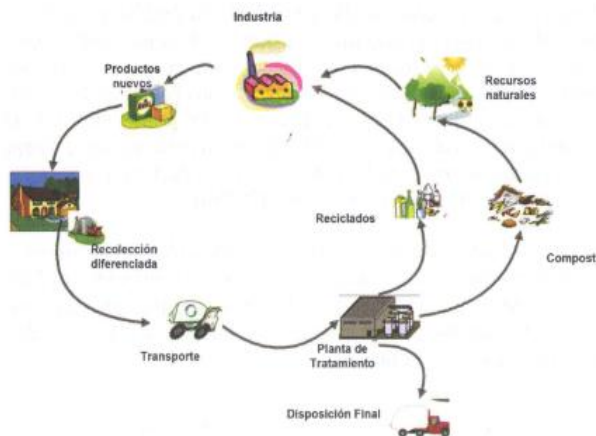 Industria
Productos
nuevos
Recursos
naturales
Reciclados
Recolección
diferenciada
Compost
Transporte
Planta de
Tratamiento
Disposición Final